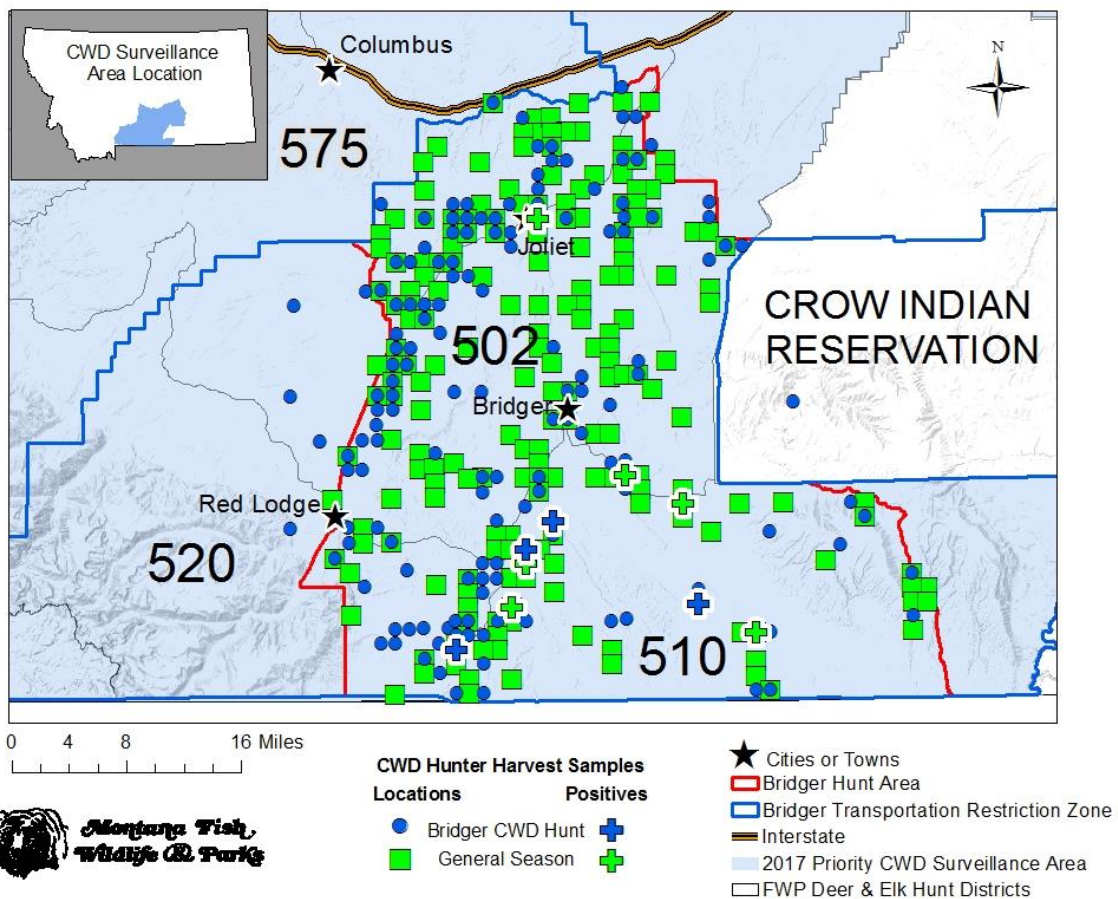 CWD Surveillance
Area Location
Columbus
N
575
Joliet
CROW INDIAN
RESERVATION
502
Bridger
Red Lodge
520
510
0 4 8 16 Miles
CWD Hunter Harvest Samples
Locations Positives
Bridger CWD Hunt
General Season
Cities or Towns
Bridger Hunt Area
Bridger Transportation Restriction Zone
Interstate
2017 Priority CWD Surveillance Area
FWP Deer & Elk Hunt Districts
Montana Fish,
Wildlife & Parks